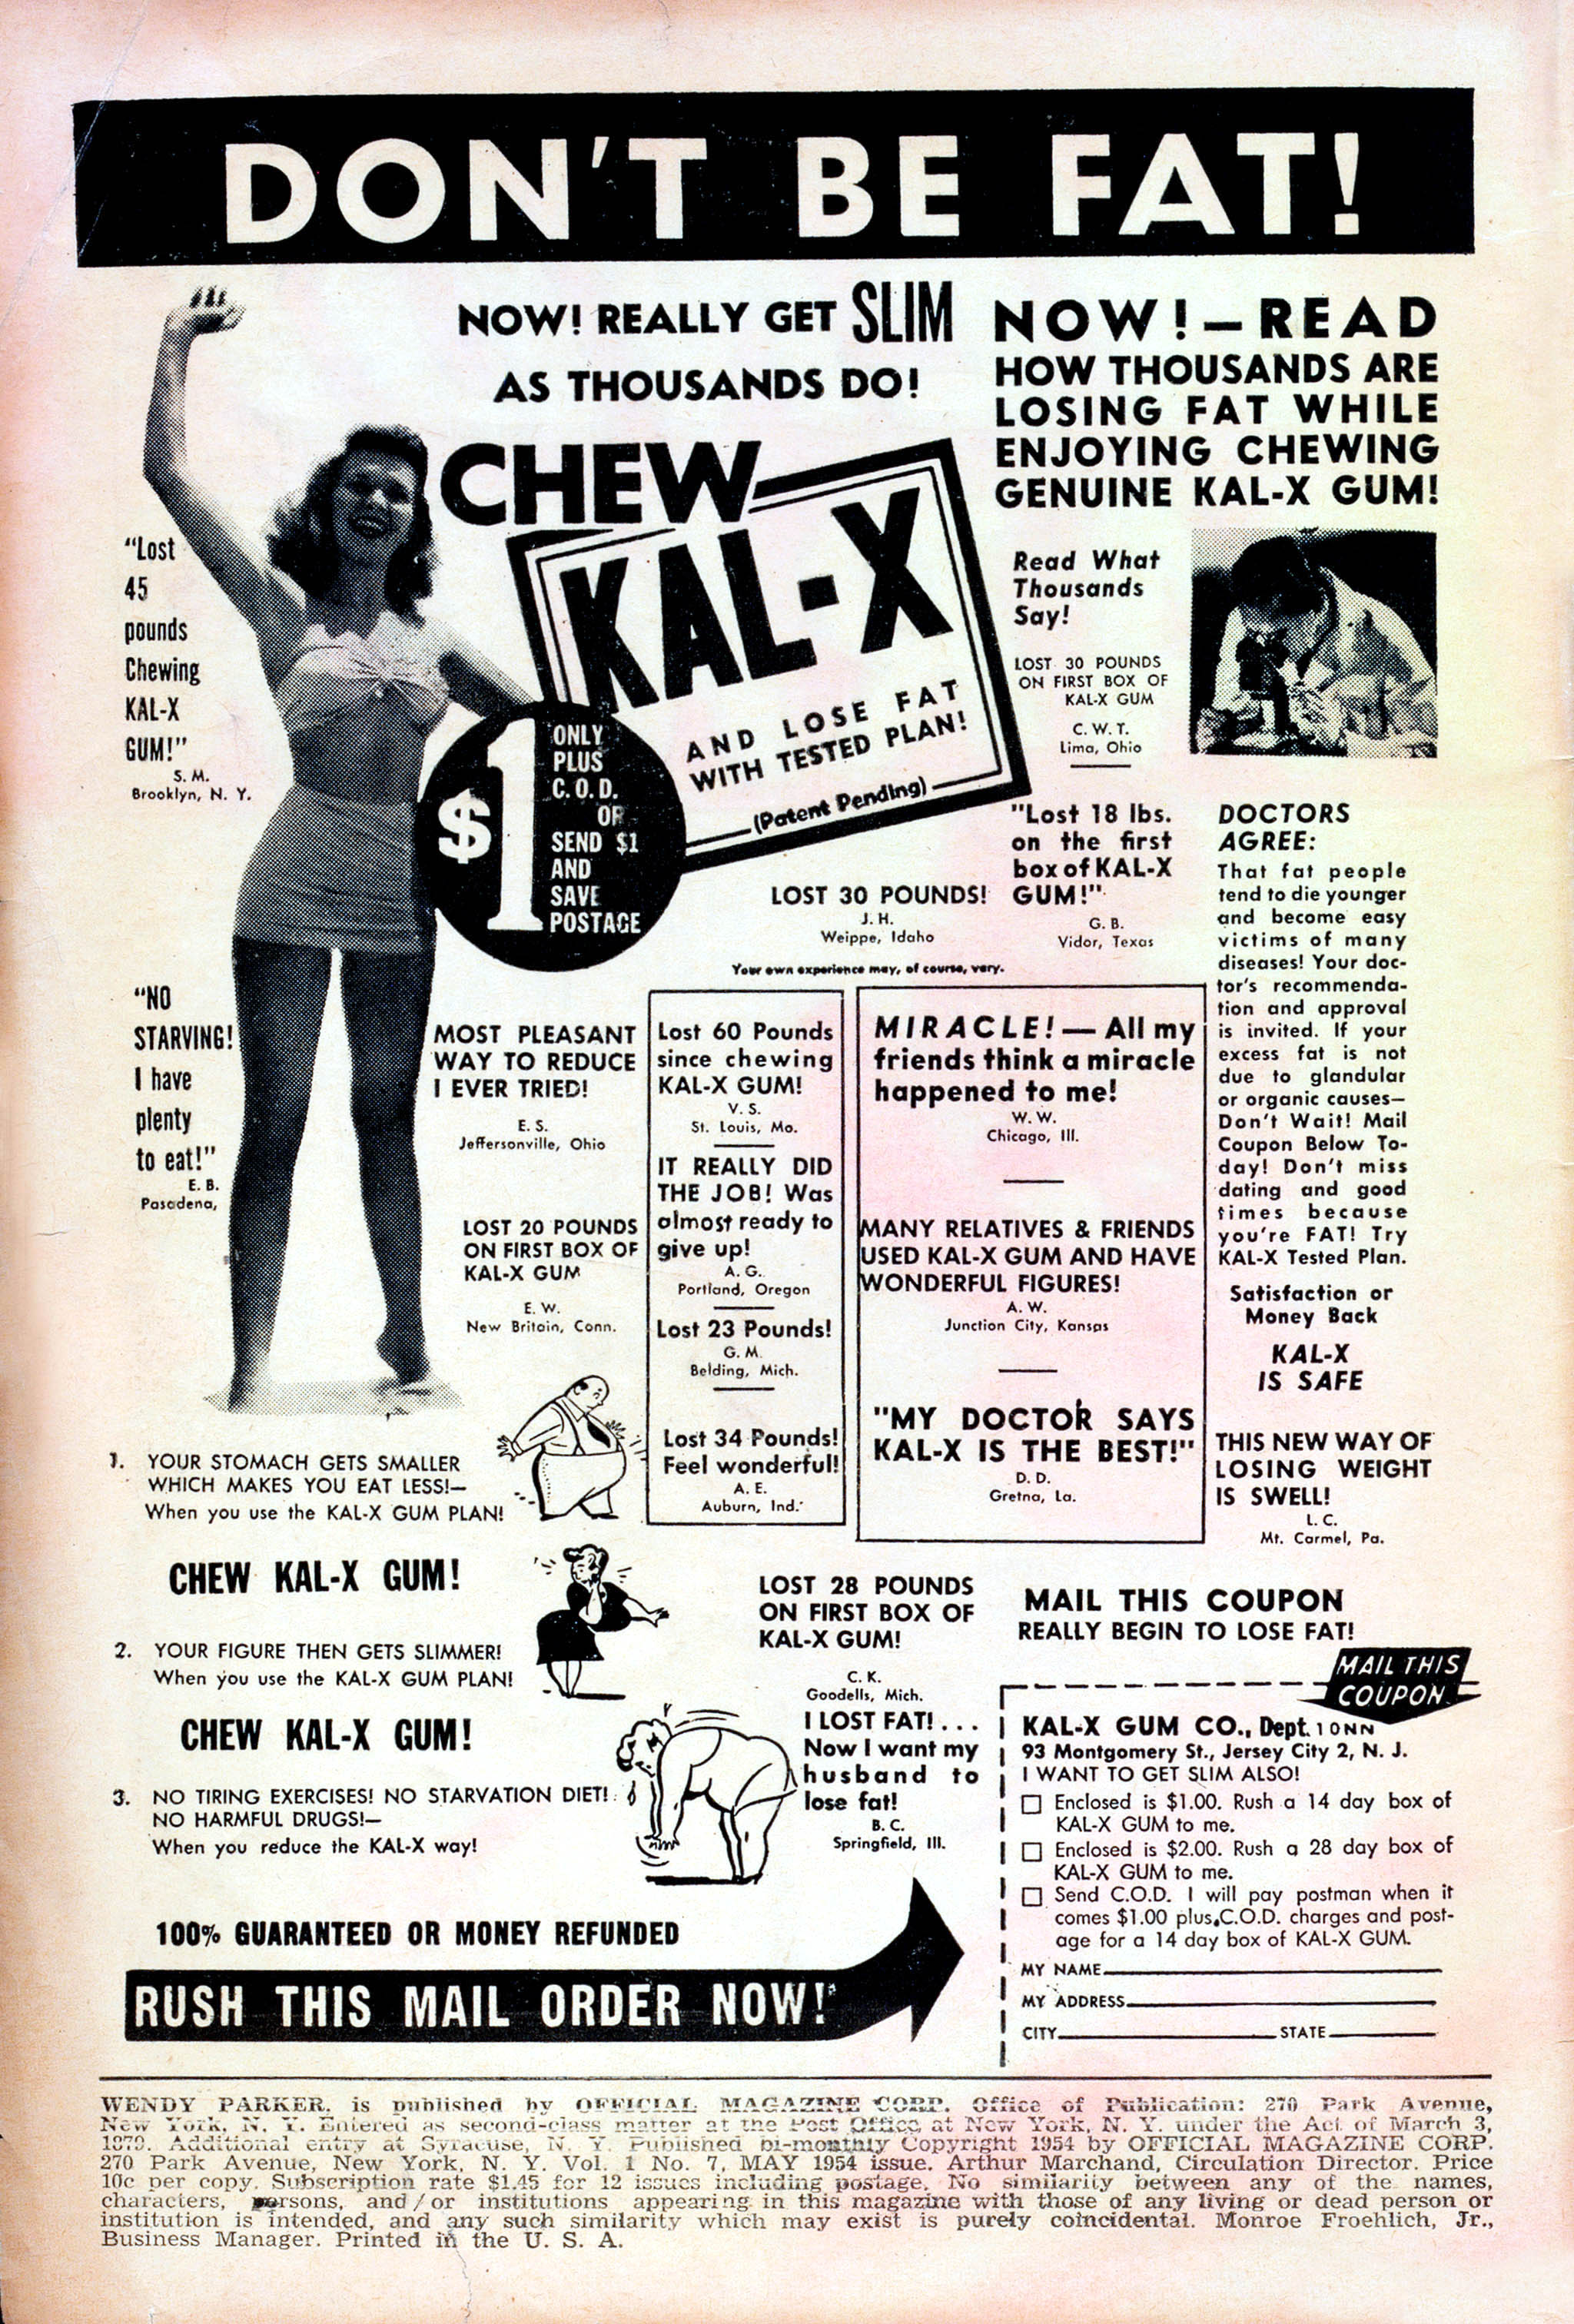 DON'T BE FAT!
NOW! REALLY GET SLIM
AS THOUSANDS DO!
CHEW
KAL-X
AND LOSE FAT
WITH TESTED PLAN!
(Patent Pending)
$1
ONLY
PLUS
C.O.D.
OR
SEND $1
AND
SAVE
POSTAGE
"Lost
45
pounds
Chewing
KAL-X
GUM!"
S. M.
Brooklyn, N. Y.
"NO
STARVING!
I have
plenty
to eat!"
E. B.
Pasadena,
NOW!—READ
HOW THOUSANDS ARE
LOSING FAT WHILE
ENJOYING CHEWING
GENUINE KAL-X GUM!
Read What
Thousands
Say!
LOST 30 POUNDS
ON FIRST BOX OF
KAL-X GUM
C. W. T.
Lima, Ohio
"Lost 18 lbs.
on the first
box of KAL-X
GUM!"
G. B.
Vidor, Texas
LOST 30 POUNDS!
J. H.
Weippe, Idaho
Your own experience may, of course, vary.
MOST PLEASANT
WAY TO REDUCE
I EVER TRIED!
E. S.
Jeffersonville, Ohio
LOST 20 POUNDS
ON FIRST BOX OF
KAL-X GUM
E. W.
New Britain, Conn.
Lost 60 Pounds
since chewing
KAL-X GUM!
V. S.
St. Louis, Mo.
IT REALLY DID
THE JOB! Was
almost ready to
give up!
A. G.
Portland, Oregon
Lost 23 Pounds!
G. M.
Belding, Mich.
Lost 34 Pounds!
Feel wonderful!
A. E.
Auburn, Ind.
MIRACLE!—All my
friends think a miracle
happened to me!
W. W.
Chicago, Ill.
MANY RELATIVES & FRIENDS
USED KAL-X GUM AND HAVE
WONDERFUL FIGURES!
A. W.
Junction City, Kansas
"MY DOCTOR SAYS
KAL-X IS THE BEST!"
D. D.
Gretna, La.
DOCTORS
AGREE:
That fat people
tend to die younger
and become easy
victims of many
diseases! Your doc-
tor's recommenda-
tion and approval
is invited. If your
excess fat is not
due to glandular
or organic causes—
Don't Wait! Mail
Coupon Below To-
day! Don't miss
dating and good
times because
you're FAT! Try
KAL-X Tested Plan.
Satisfaction or
Money Back
KAL-X
IS SAFE
THIS NEW WAY OF
LOSING WEIGHT
IS SWELL!
L. C.
Mt. Carmel, Pa.
1. YOUR STOMACH GETS SMALLER
WHICH MAKES YOU EAT LESS!—
When you use the KAL-X GUM PLAN!
CHEW KAL-X GUM!
2. YOUR FIGURE THEN GETS SLIMMER!
When you use the KAL-X GUM PLAN!
CHEW KAL-X GUM!
3. NO TIRING EXERCISES! NO STARVATION DIET!
NO HARMFUL DRUGS!—
When you reduce the KAL-X way!
LOST 28 POUNDS
ON FIRST BOX OF
KAL-X GUM!
C. K.
Goodells, Mich.
I LOST FAT!...
Now I want my
husband to
lose fat!
B. C.
Springfield, Ill.
100% GUARANTEED OR MONEY REFUNDED
RUSH THIS MAIL ORDER NOW!
MAIL THIS COUPON
REALLY BEGIN TO LOSE FAT!
MAIL THIS
COUPON
KAL-X GUM CO., Dept. 10NN
93 Montgomery St., Jersey City 2, N. J.
I WANT TO GET SLIM ALSO!
Enclosed is $1.00. Rush a 14 day box of
KAL-X GUM to me.
Enclosed is $2.00. Rush a 28 day box of
KAL-X GUM to me.
Send C.O.D. I will pay postman when it
comes $1.00 plus C.O.D. charges and post-
age for a 14 day box of KAL-X GUM.
MY NAME
MY ADDRESS
CITY STATE
WENDY PARKER, is published by OFFICIAL MAGAZINE CORP. Office of Publication: 270 Park Avenue,
New York, N. Y. Entered as second-class matter at the Post Office at New York, N. Y. under the Act of March 3,
1879. Additional entry at Syracuse, N. Y. Published bi-monthly Copyright 1954 by OFFICIAL MAGAZINE CORP.
270 Park Avenue, New York, N. Y. Vol. 1 No. 7, MAY 1954 issue. Arthur Marchand, Circulation Director. Price
10c per copy. Subscription rate $1.45 for 12 issues including postage. No similarity between any of the names,
characters, persons, and/or institutions appearing in this magazine with those of any living or dead person or
institution is intended, and any such similarity which may exist is purely coincidental. Monroe Froehlich, Jr.,
Business Manager. Printed in the U. S. A.